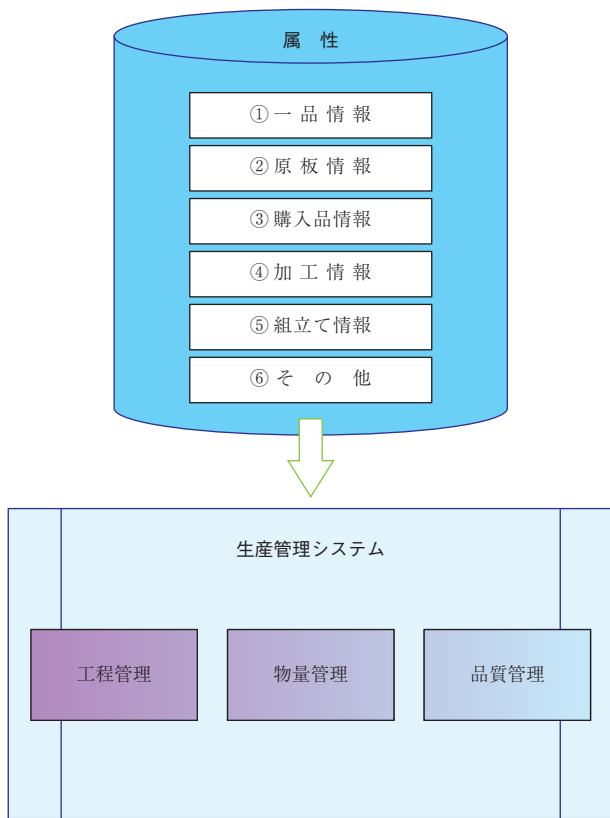 属 性
①一品情報
②原板情報
③購入品情報
④加工情報
⑤組立て情報
⑥その他
生産管理システム
工程管理
物量管理
品質管理